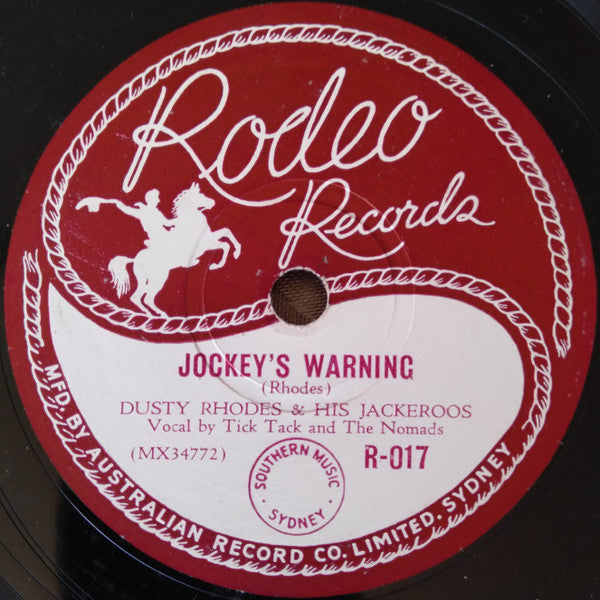 Rodeo
Records
JOCKEY'S WARNING
(Rhodes)
DUSTY RHODES & HIS JACKEROOS
Vocal by Tick Tack and The Nomads
(MX34772)
R-017
SOUTHERN MUSIC
· SYDNEY ·
MFD. BY AUSTRALIAN RECORD CO. LIMITED. SYDNEY